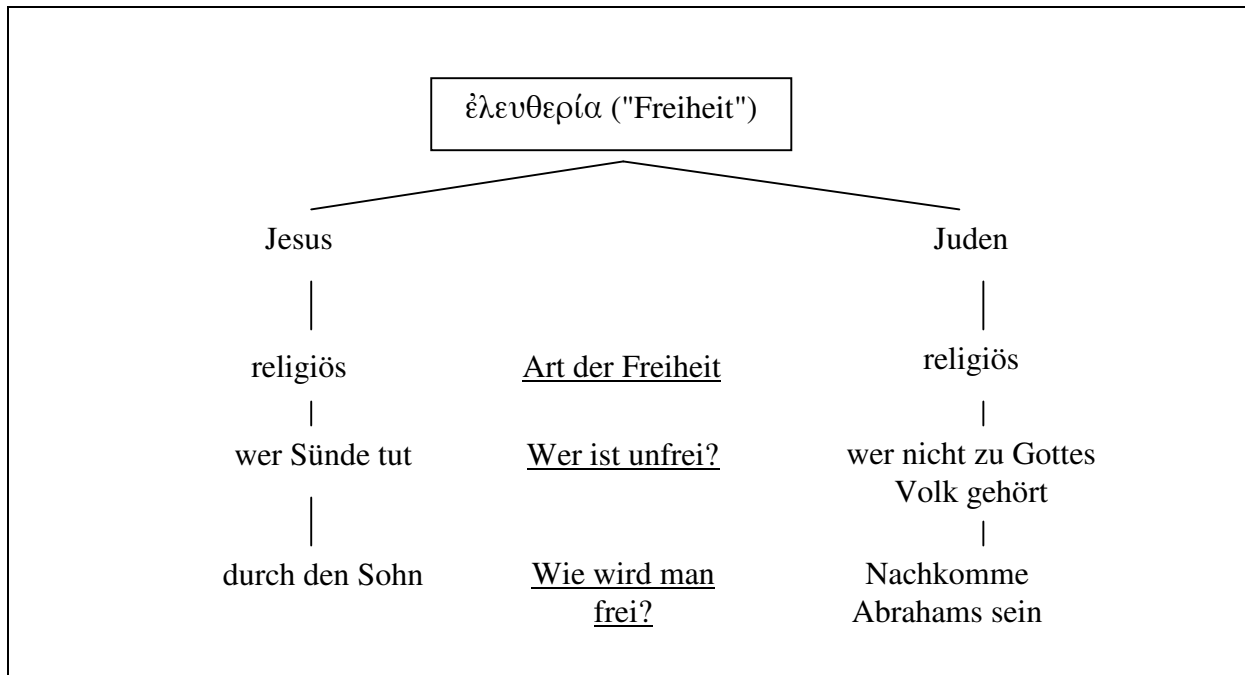 ἐλευθερία ("Freiheit")
Jesus
Juden
religiös
Art der Freiheit
religiös
wer Sünde tut
Wer ist unfrei?
wer nicht zu Gottes
Volk gehört
durch den Sohn
Wie wird man
frei?
Nachkomme
Abrahams sein